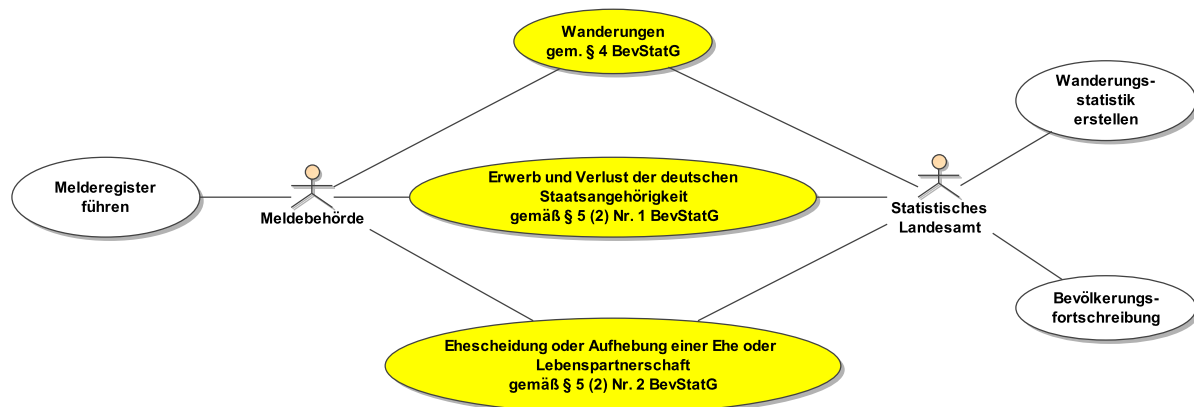 Wanderungen
gem. § 4 BevStatG
Wanderungs-
statistik
erstellen
Melderegister
führen
Meldebehörde
Erwerb und Verlust der deutschen
Staatsangehörigkeit
gemäß § 5 (2) Nr. 1 BevStatG
Statistisches
Landesamt
Bevölkerungs-
fortschreibung
Ehescheidung oder Aufhebung einer Ehe oder
Lebenspartnerschaft
gemäß § 5 (2) Nr. 2 BevStatG